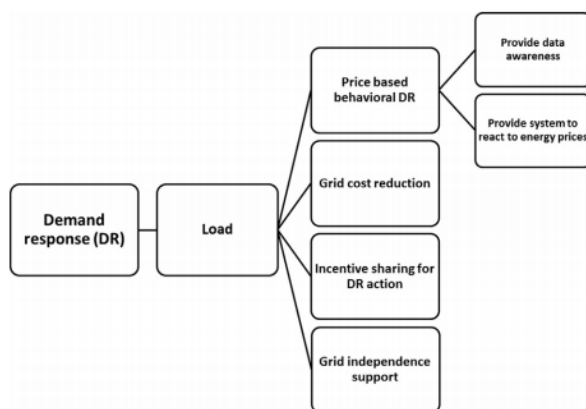 Provide data
awareness
Price based
behavioral DR
Provide system to
react to energy prices
Grid cost reduction
Demand
response (DR)
Load
Incentive sharing for
DR action
Grid independence
support